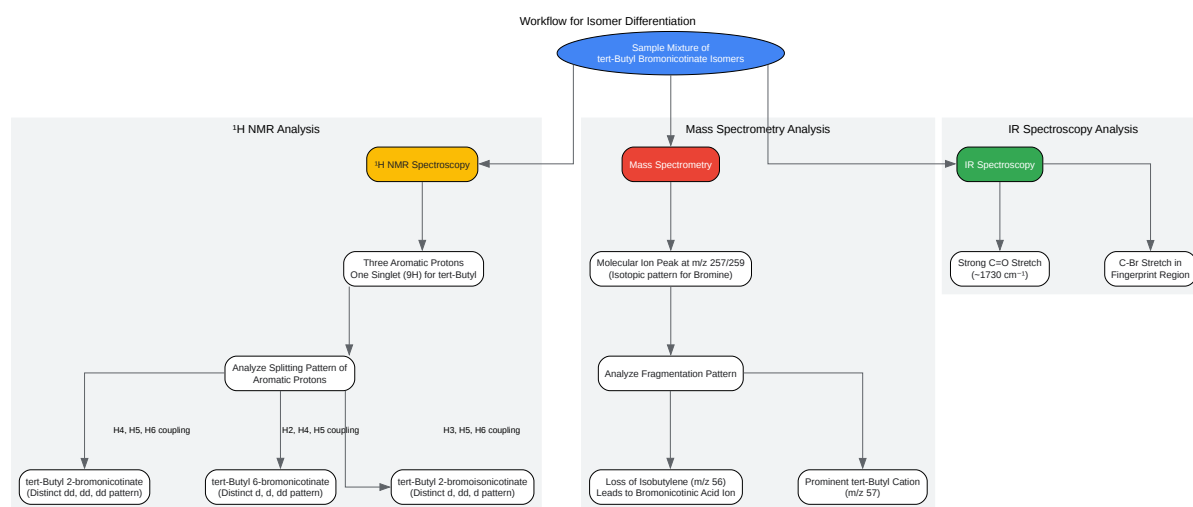 Workflow for Isomer Differentiation
Sample Mixture of
tert-Butyl Bromonicotinate Isomers
¹H NMR Analysis
¹H NMR Spectroscopy
Three Aromatic Protons
One Singlet (9H) for tert-Butyl
Analyze Splitting Pattern of
Aromatic Protons
H4, H5, H6 coupling
H2, H4, H5 coupling
H3, H5, H6 coupling
tert-Butyl 2-bromonicotinate
(Distinct dd, dd, dd pattern)
tert-Butyl 6-bromonicotinate
(Distinct d, d, dd pattern)
tert-Butyl 2-bromoisonicotinate
(Distinct d, dd, d pattern)
Mass Spectrometry Analysis
Mass Spectrometry
Molecular Ion Peak at m/z 257/259
(Isotopic pattern for Bromine)
Analyze Fragmentation Pattern
Loss of Isobutylene (m/z 56)
Leads to Bromonicotinic Acid Ion
Prominent tert-Butyl Cation
(m/z 57)
IR Spectroscopy Analysis
IR Spectroscopy
Strong C=O Stretch
(~1730 cm⁻¹)
C-Br Stretch in
Fingerprint Region